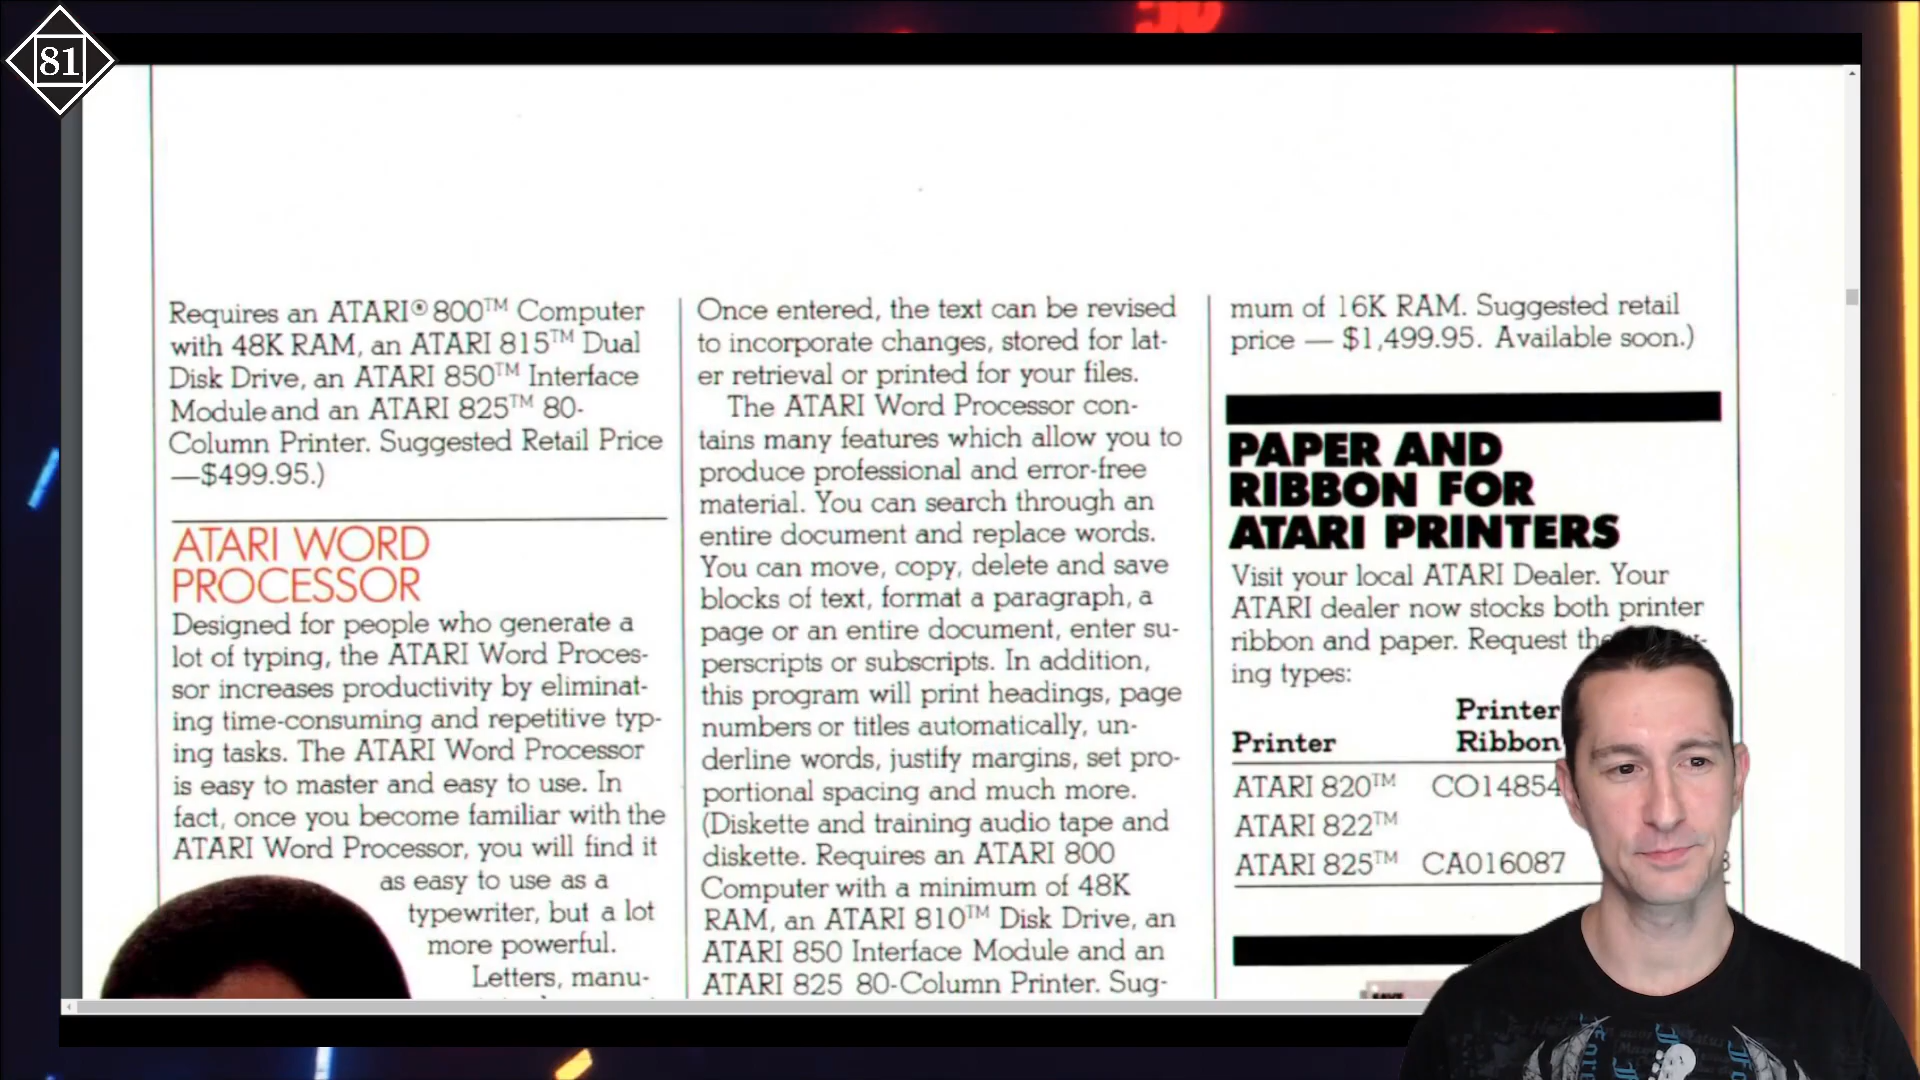 81
Requires an ATARI® 800™ Computer
with 48K RAM, an ATARI 815™ Dual
Disk Drive, an ATARI 850™ Interface
Module and an ATARI 825™ 80-
Column Printer. Suggested Retail Price
—$499.95.)
ATARI WORD
PROCESSOR
Designed for people who generate a
lot of typing, the ATARI Word Proces-
sor increases productivity by eliminat-
ing time-consuming and repetitive typ-
ing tasks. The ATARI Word Processor
is easy to master and easy to use. In
fact, once you become familiar with the
ATARI Word Processor, you will find it
as easy to use as a
typewriter, but a lot
more powerful.
Letters, manu-
Once entered, the text can be revised
to incorporate changes, stored for lat-
er retrieval or printed for your files.
The ATARI Word Processor con-
tains many features which allow you to
produce professional and error-free
material. You can search through an
entire document and replace words.
You can move, copy, delete and save
blocks of text, format a paragraph, a
page or an entire document, enter su-
perscripts or subscripts. In addition,
this program will print headings, page
numbers or titles automatically, un-
derline words, justify margins, set pro-
portional spacing and much more.
(Diskette and training audio tape and
diskette. Requires an ATARI 800
Computer with a minimum of 48K
RAM, an ATARI 810™ Disk Drive, an
ATARI 850 Interface Module and an
ATARI 825 80-Column Printer. Sug-
mum of 16K RAM. Suggested retail
price — $1,499.95. Available soon.)
PAPER AND
RIBBON FOR
ATARI PRINTERS
Visit your local ATARI Dealer. Your
ATARI dealer now stocks both printer
ribbon and paper. Request the
ing types:
Printer
Printer Ribbon
ATARI 820™ CO14854
ATARI 822™
ATARI 825™ CA016087